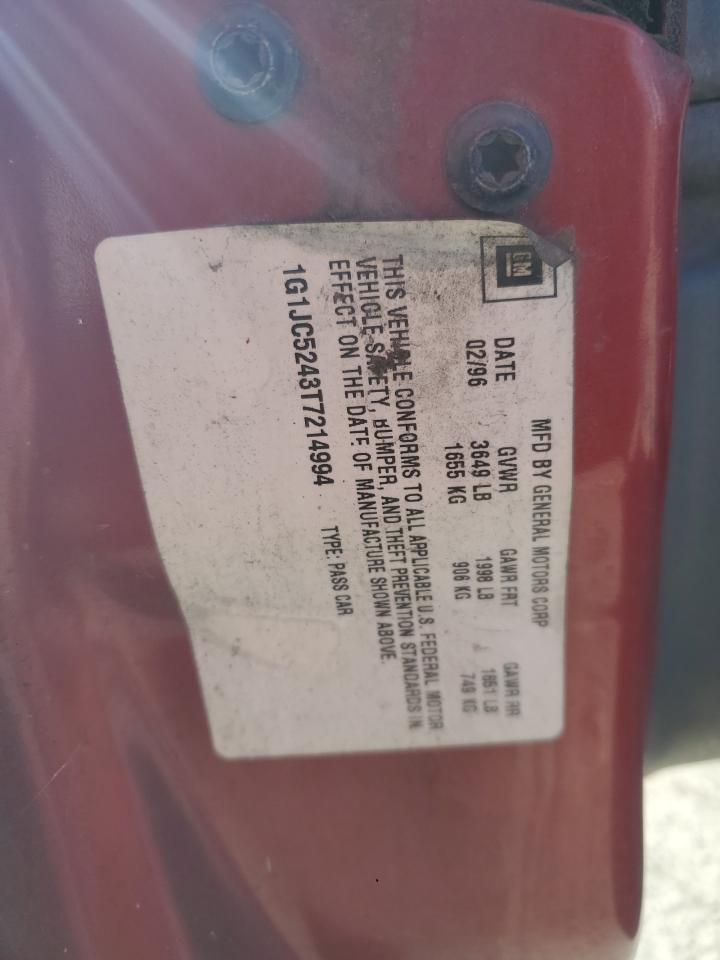 GM
MFD BY GENERAL MOTORS CORP
DATE GVWR GAWR FRT GAWR RR
02/96 3649 LB 1998 LB 1651 LB
1655 KG 906 KG 749 KG
THIS VEHICLE CONFORMS TO ALL APPLICABLE U.S. FEDERAL MOTOR
VEHICLE SAFETY, BUMPER, AND THEFT PREVENTION STANDARDS IN
EFFECT ON THE DATE OF MANUFACTURE SHOWN ABOVE.
1G1JC5243T7214994 TYPE: PASS CAR